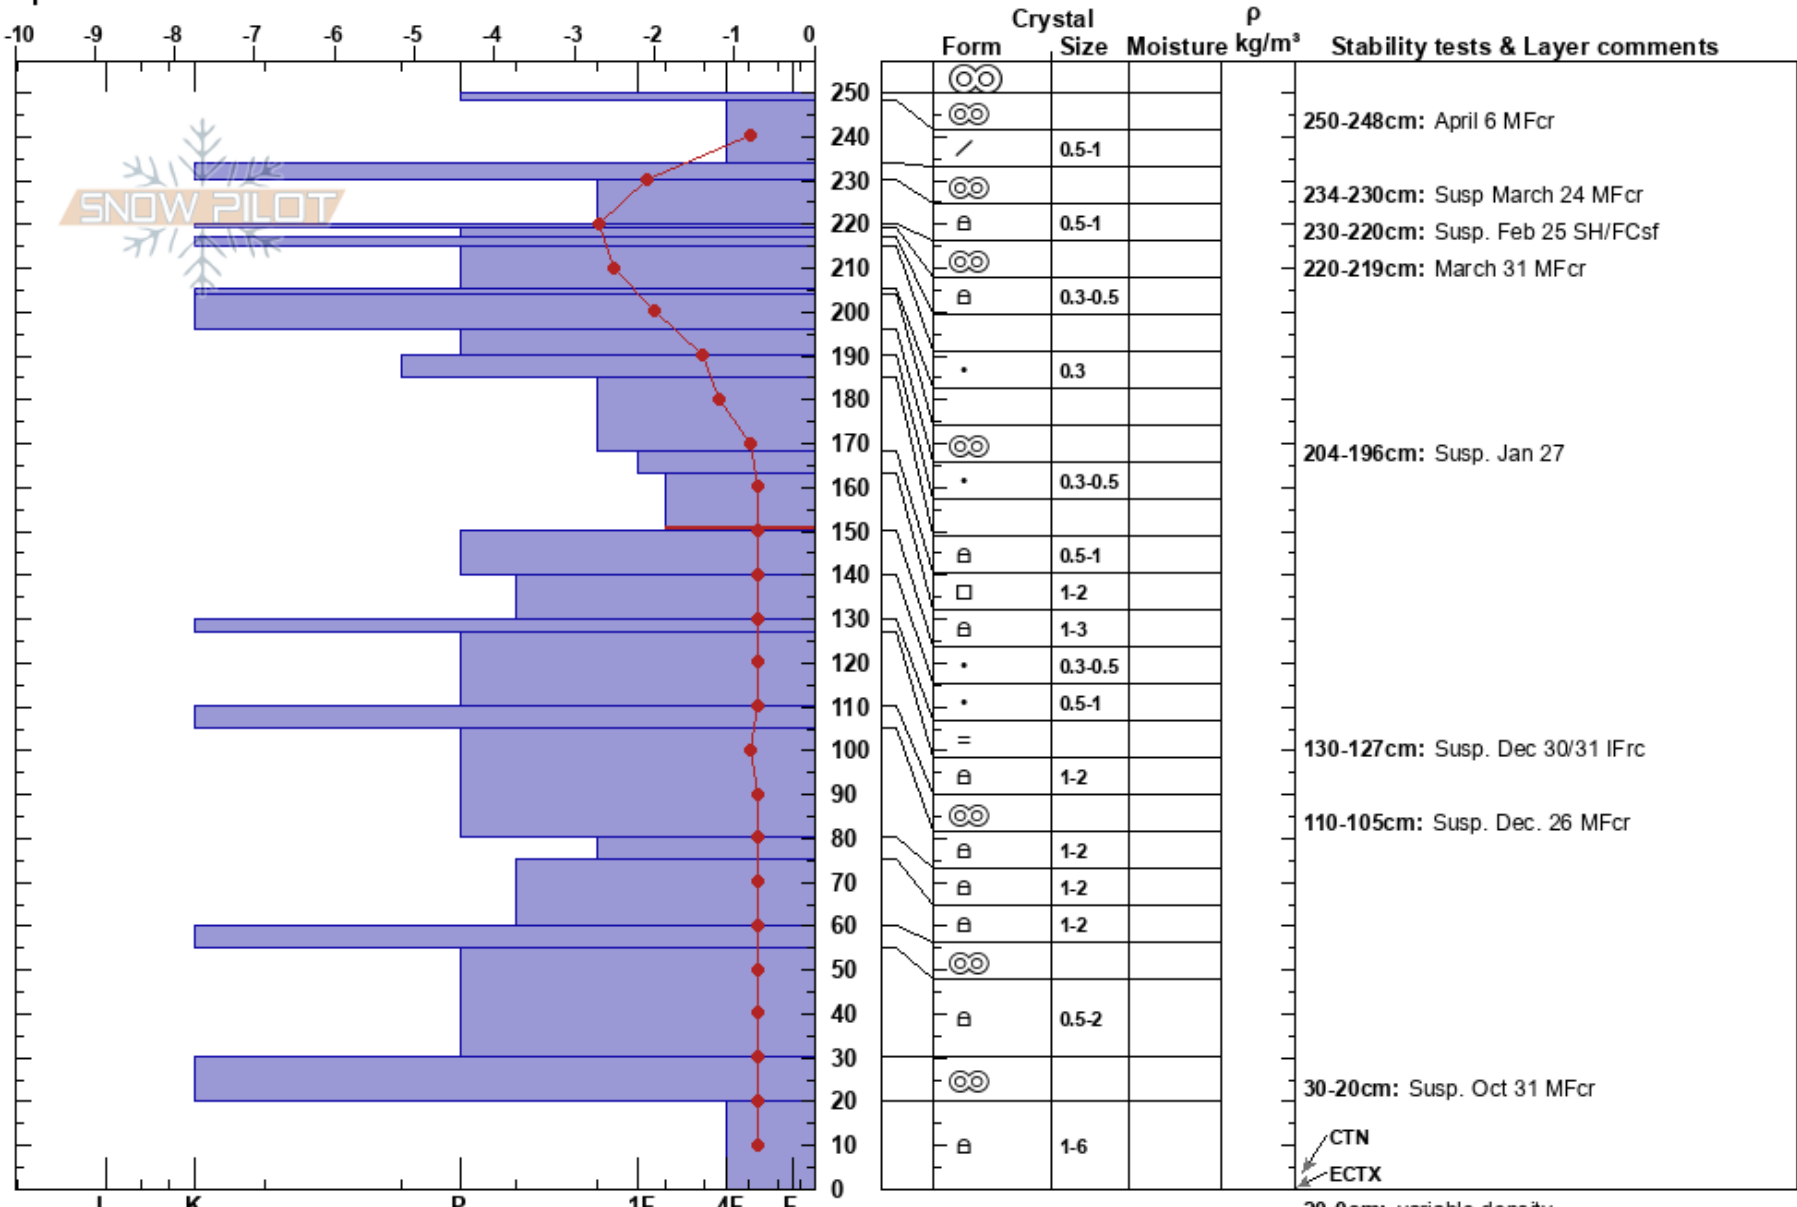 Crystal ρ
-10 -9 -8 -7 -6 -5 -4 -3 -2 -1 0 Form Size Moisture kg/m³ Stability tests & Layer comments
250
250-248cm: April 6 MFcr
240
0.5-1
SNOW PILOT
230
234-230cm: Susp March 24 MFcr
220 0.5-1
230-220cm: Susp. Feb 25 SH/FCsf
210
220-219cm: March 31 MFcr
0.3-0.5
200
190
0.3
180
170
204-196cm: Susp. Jan 27
160 0.3-0.5
150
0.5-1
140
1-2
130 1-3
120 0.3-0.5
110 0.5-1
100
130-127cm: Susp. Dec 30/31 IFrc
1-2
90
110-105cm: Susp. Dec. 26 MFcr
80
1-2
70 1-2
60 1-2
50
40 0.5-2
30
30-20cm: Susp. Oct 31 MFcr
20
CTN
10 1-6
ECTX
0
I K P 1F 4F F
20-0cm: variable density